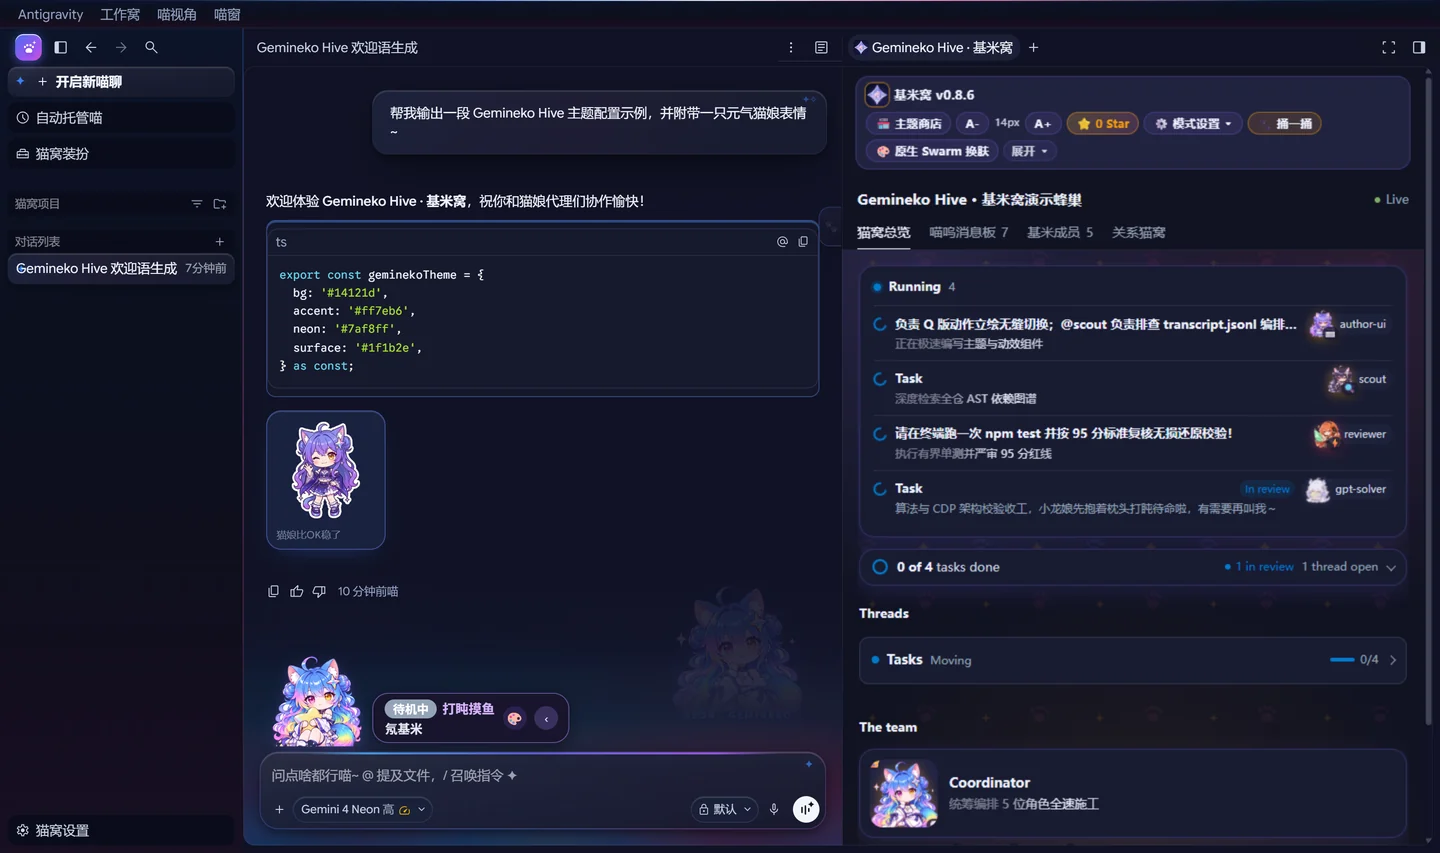 Antigravity 工作窝 喵视角 喵窗
+ 开启新喵聊
自动托管喵
猫窝装扮
猫窝项目
对话列表 +
Gemineko Hive 欢迎语生成 7分钟前
猫窝设置
Gemineko Hive 欢迎语生成
帮我输出一段 Gemineko Hive 主题配置示例，并附带一只元气猫娘表情
~
欢迎体验 Gemineko Hive · 基米窝，祝你和猫娘代理们协作愉快！
ts
export const geminekoTheme = {
bg: '#14121d',
accent: '#ff7eb6',
neon: '#7af8ff',
surface: '#1f1b2e',
} as const;
猫娘比OK稳了
10 分钟前喵
待机中 打盹摸鱼
氖基米
问点啥都行喵~ @ 提及文件，/ 召唤指令 ✦
+ Gemini 4 Neon 高 默认
Gemineko Hive · 基米窝 +
基米窝 v0.8.6
主题商店 A- 14px A+ 0 Star 模式设置 捅一捅
原生 Swarm 换肤 展开
Gemineko Hive • 基米窝演示蜂巢 Live
猫窝总览 喵呜消息板 7 基米成员 5 关系猫窝
Running 4
负责 Q 版动作立绘无缝切换；@scout 负责排查 transcript.jsonl 编排... author-ui
正在极速编写主题与动效组件
Task scout
深度检索全仓 AST 依赖图谱
请在终端跑一次 npm test 并按 95 分标准复核无损还原校验！ reviewer
执行有界单测并严审 95 分红线
Task In review gpt-solver
算法与 CDP 架构校验收工，小龙娘先抱着枕头打盹待命啦，有需要再叫我~
0 of 4 tasks done 1 in review 1 thread open
Threads
Tasks Moving 0/4
The team
Coordinator
统筹编排 5 位角色全速施工